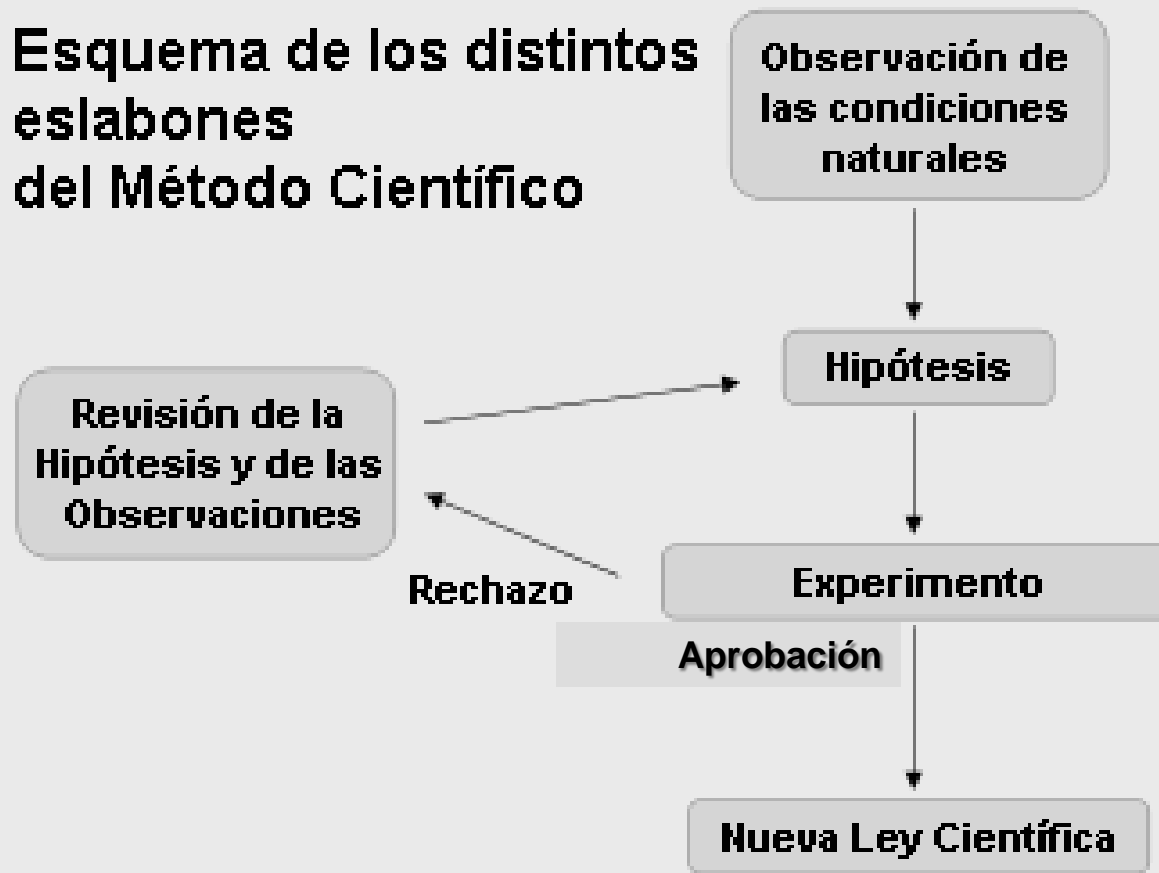 Esquema de los distintos
eslabones
del Método Científico
Observación de
las condiciones
naturales
Hipótesis
Revisión de la
Hipótesis y de las
Observaciones
Rechazo
Experimento
Aprobación
Nueva Ley Científica